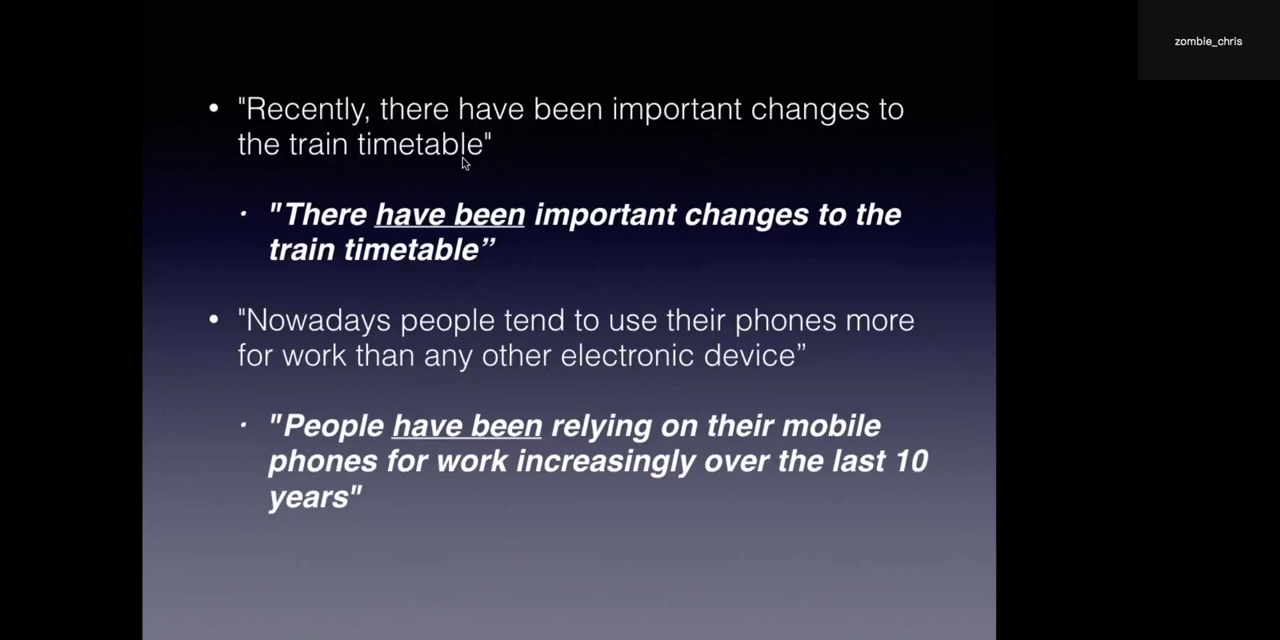 zombie_chris
• "Recently, there have been important changes to
the train timetable"
• "There have been important changes to the
train timetable”
• "Nowadays people tend to use their phones more
for work than any other electronic device”
• "People have been relying on their mobile
phones for work increasingly over the last 10
years"